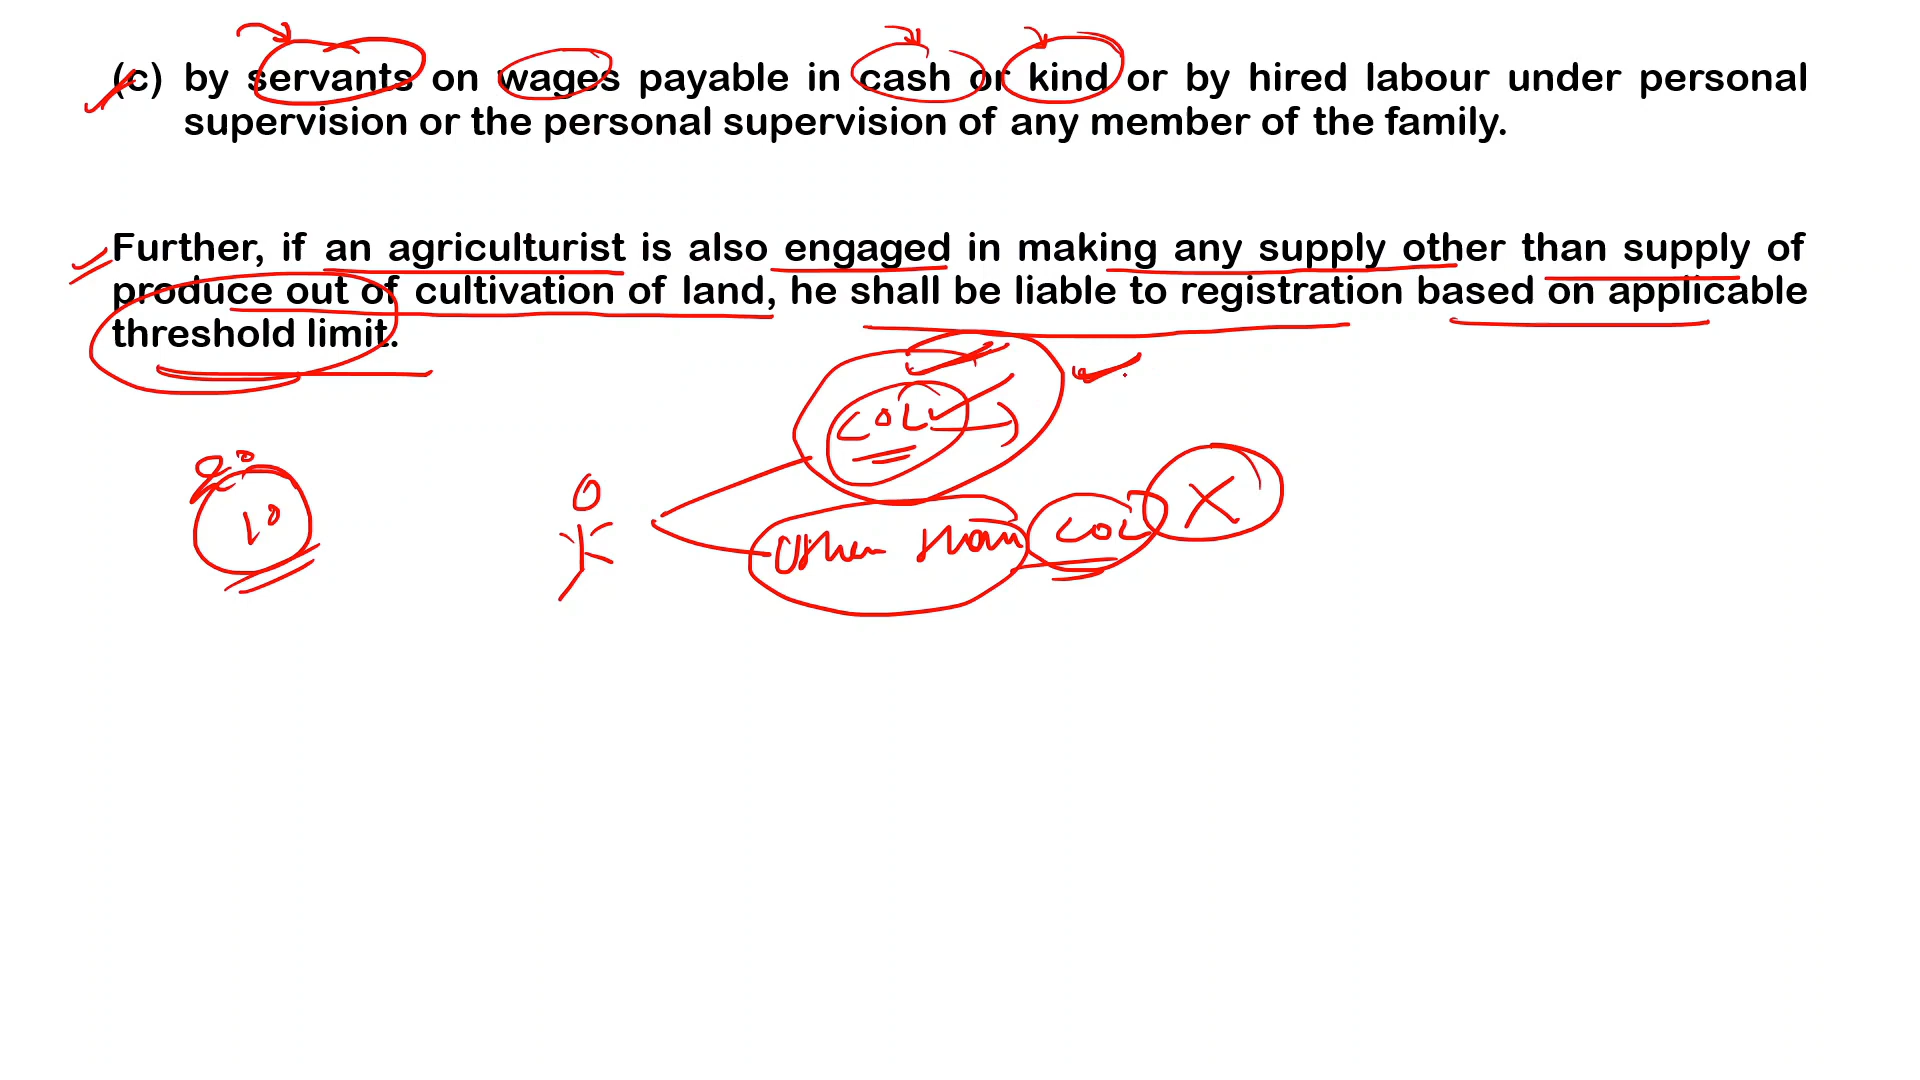 (c) by servants on wages payable in cash or kind or by hired labour under personal
supervision or the personal supervision of any member of the family.
Further, if an agriculturist is also engaged in making any supply other than supply of
produce out of cultivation of land, he shall be liable to registration based on applicable
threshold limit.
COL
20
10
Other than COL X